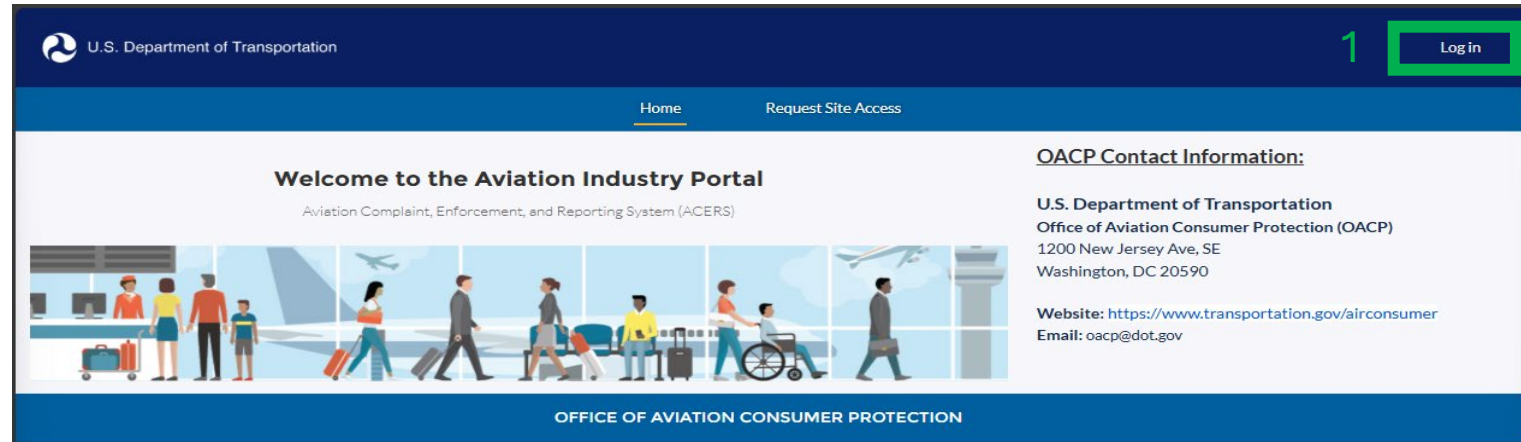 U.S. Department of Transportation
1
Log in
Home
Request Site Access
Welcome to the Aviation Industry Portal
Aviation Complaint, Enforcement, and Reporting System (ACERS)
OACP Contact Information:
U.S. Department of Transportation
Office of Aviation Consumer Protection (OACP)
1200 New Jersey Ave, SE
Washington, DC 20590
Website: https://www.transportation.gov/airconsumer
Email: oacp@dot.gov
OFFICE OF AVIATION CONSUMER PROTECTION